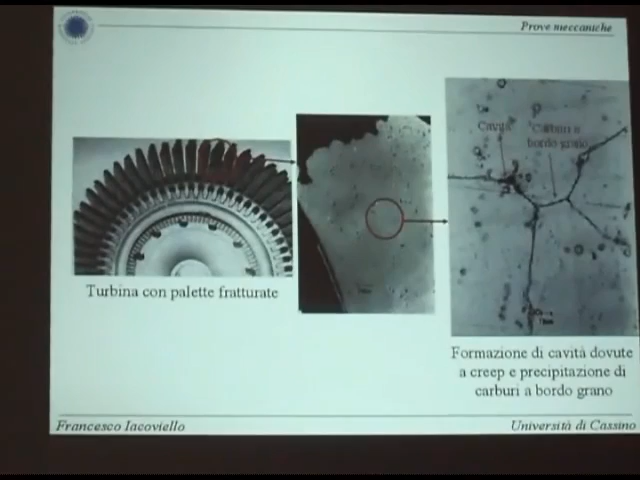 Prove meccaniche
Cavità
Carburi a
bordo grano
Turbina con palette fratturate
Formazione di cavità dovute
a creep e precipitazione di
carburi a bordo grano
Francesco Iacoviello
Università di Cassino